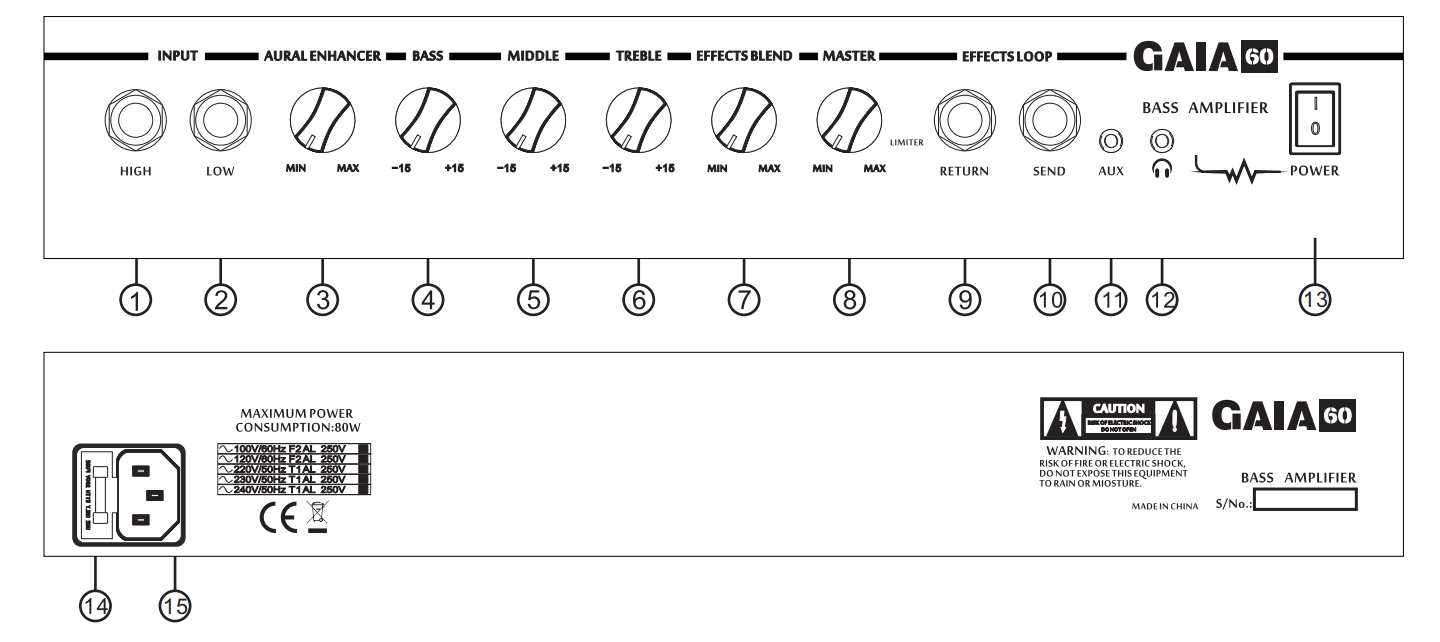 INPUT AURAL ENHANCER BASS MIDDLE TREBLE EFFECTS BLEND MASTER EFFECTS LOOP GAIA 60
BASS AMPLIFIER
I
O
LIMITER
MIN MAX -15 +15 -15 +15 -15 +15 MIN MAX MIN MAX
HIGH LOW RETURN SEND AUX POWER
1 2 3 4 5 6 7 8 9 10 11 12 13
MAXIMUM POWER
CONSUMPTION:80W
100V/60Hz F2AL 250V
120V/60Hz F2AL 250V
220V/50Hz T1AL 250V
230V/50Hz T1AL 250V
240V/50Hz T1AL 250V
CE
CAUTION
RISK OF ELECTRIC SHOCK
DO NOT OPEN
WARNING: TO REDUCE THE
RISK OF FIRE OR ELECTRIC SHOCK,
DO NOT EXPOSE THIS EQUIPMENT
TO RAIN OR MIOSTURE.
MADE IN CHINA
GAIA 60
BASS AMPLIFIER
S/No.:
14 15